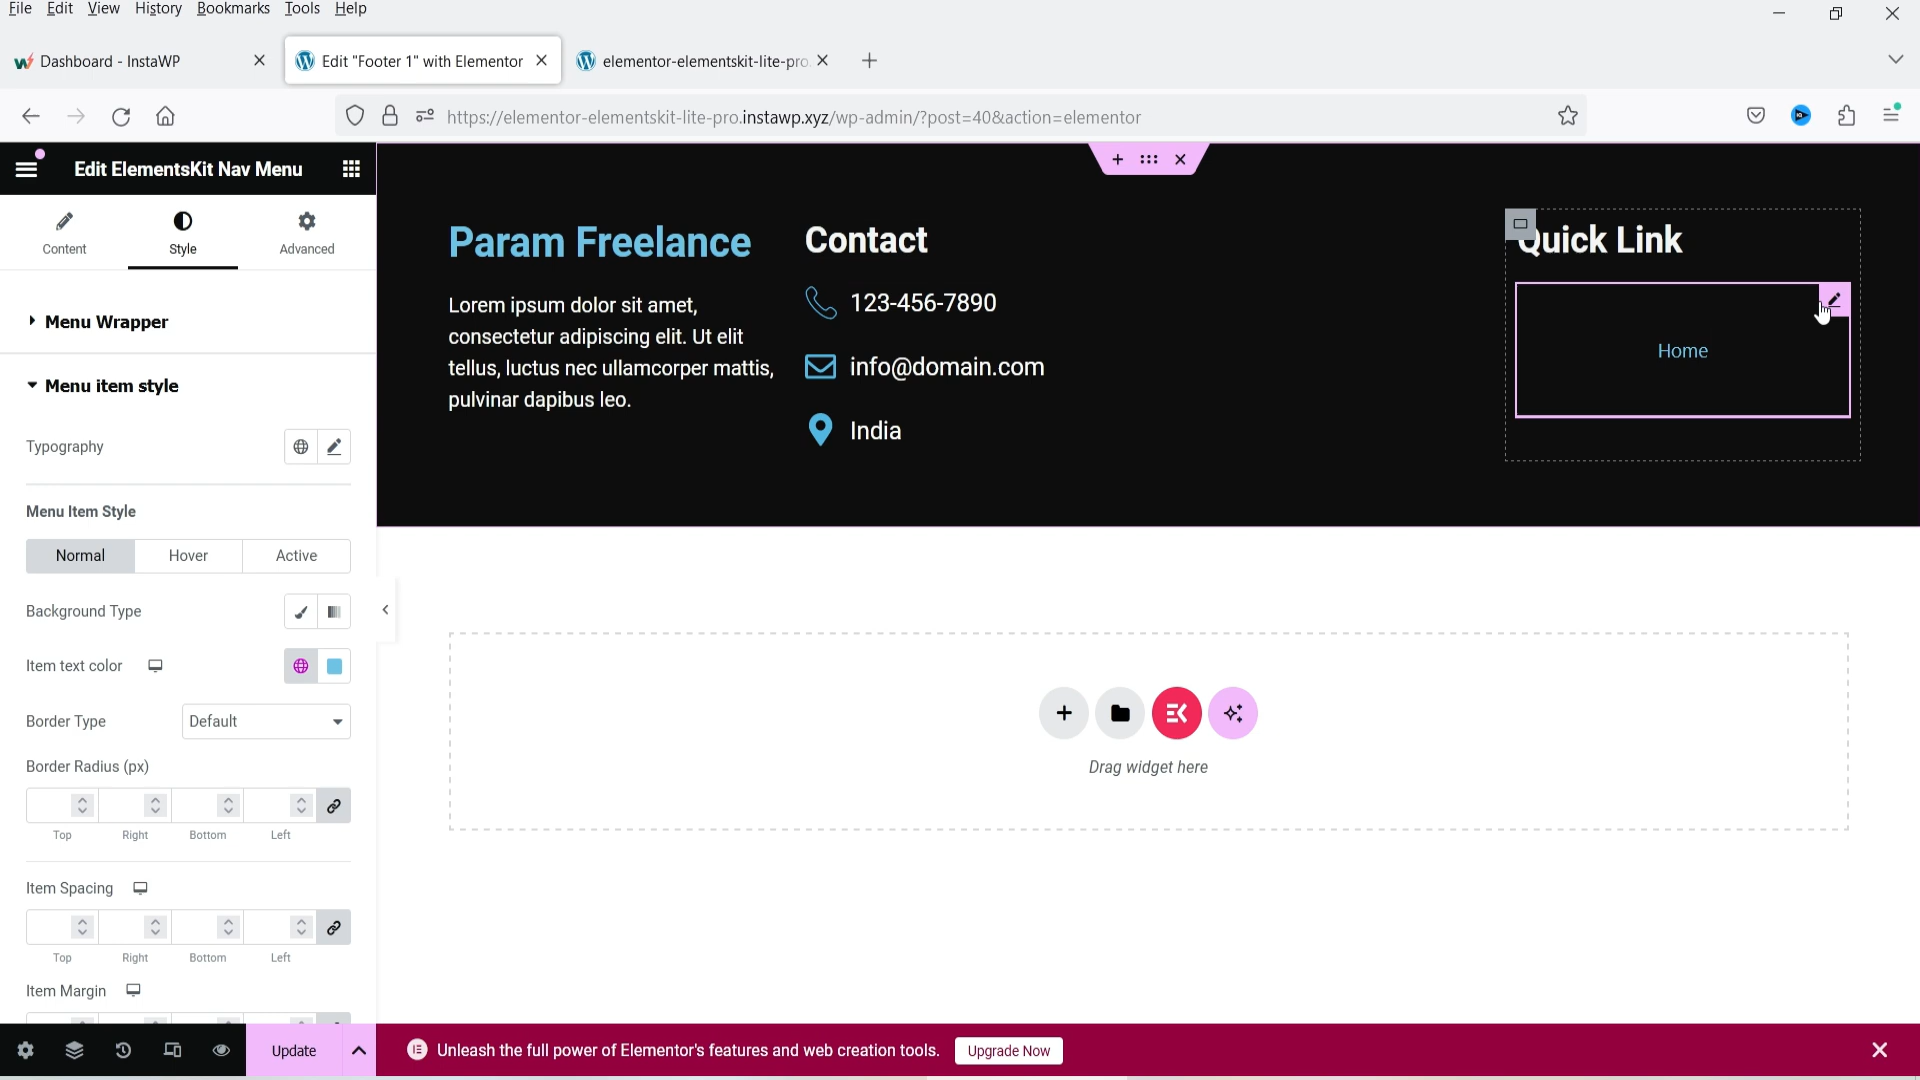 File Edit View History Bookmarks Tools Help
Dashboard - InstaWP
Edit "Footer 1" with Elementor
elementor-elementskit-lite-pro.
https://elementor-elementskit-lite-pro.instawp.xyz/wp-admin/?post=40&action=elementor
Edit ElementsKit Nav Menu
Content
Style
Advanced
Menu Wrapper
Menu item style
Typography
Menu Item Style
Normal
Hover
Active
Background Type
Item text color
Border Type
Default
Border Radius (px)
Top Right Bottom Left
Item Spacing
Top Right Bottom Left
Item Margin
Update
Param Freelance
Lorem ipsum dolor sit amet,
consectetur adipiscing elit. Ut elit
tellus, luctus nec ullamcorper mattis,
pulvinar dapibus leo.
Contact
123-456-7890
info@domain.com
India
Quick Link
Home
Drag widget here
Unleash the full power of Elementor's features and web creation tools.
Upgrade Now